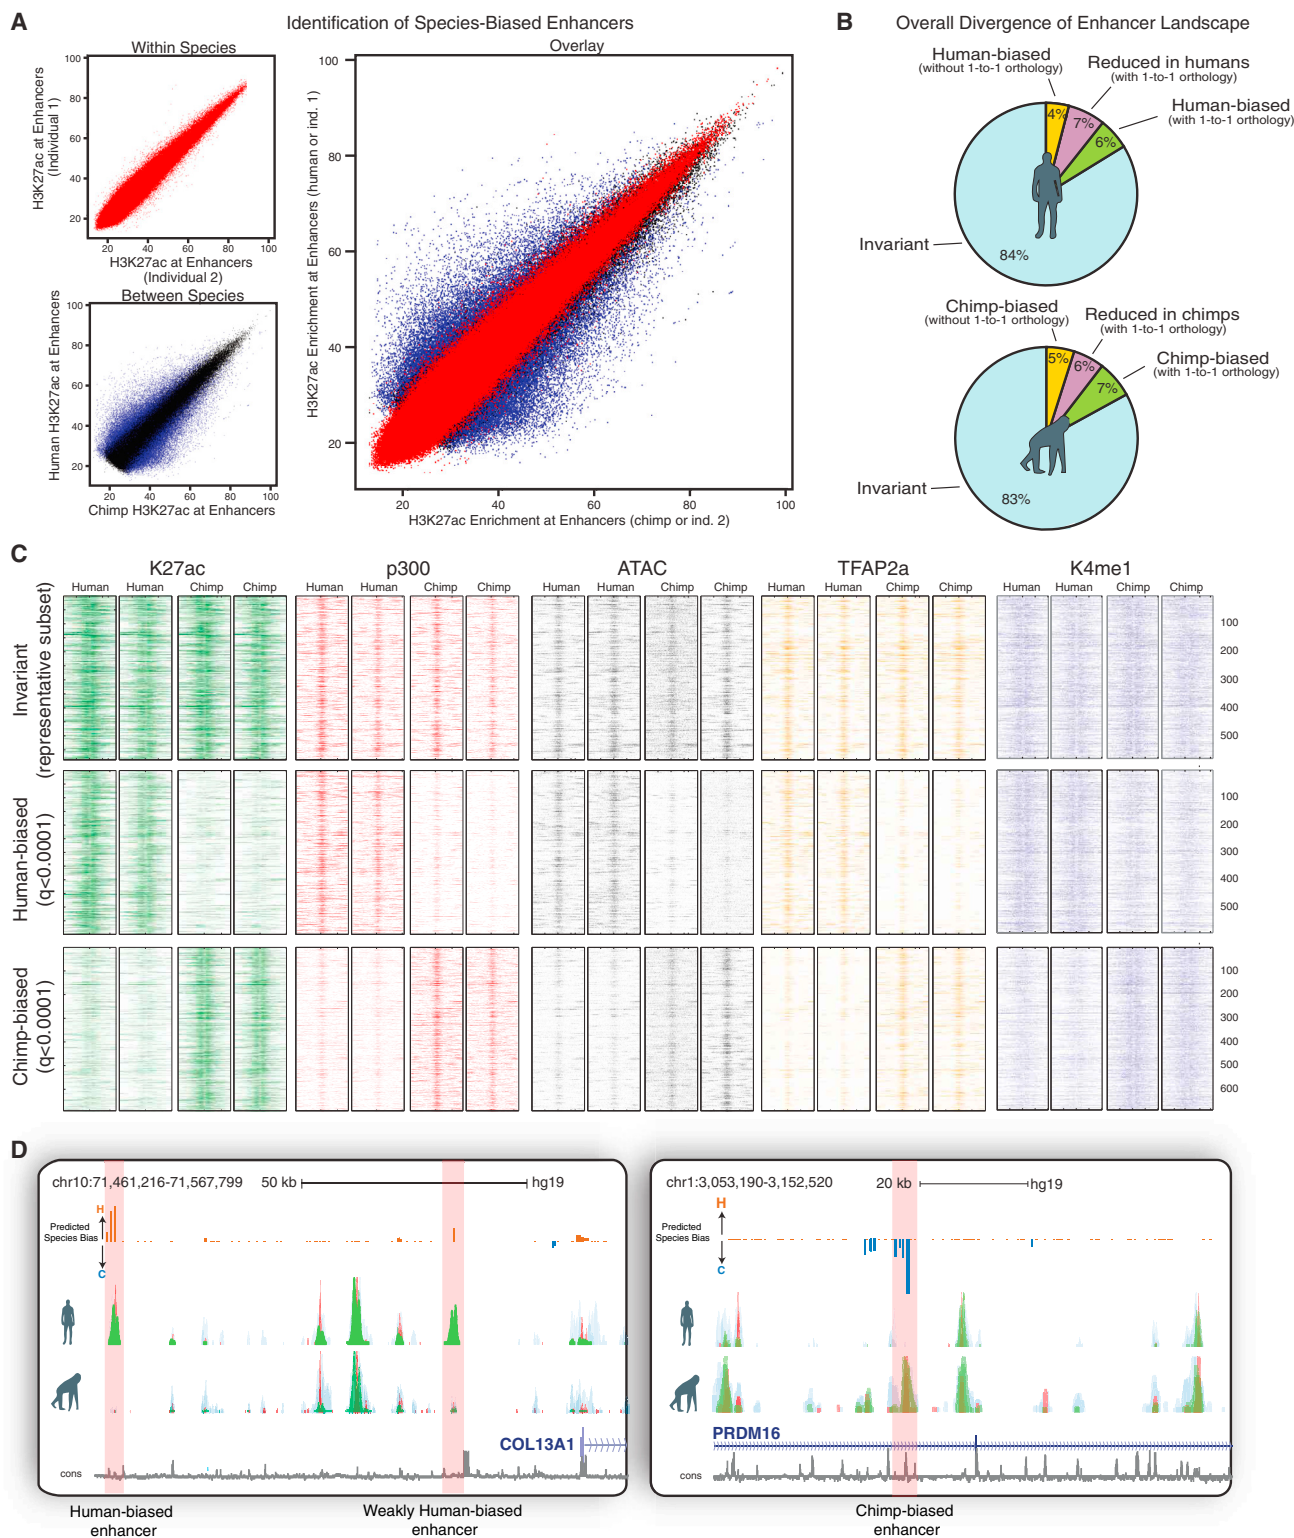 A
Identification of Species-Biased Enhancers
Within Species
100
80
60
40
20
20
40
60
80
100
H3K27ac at Enhancers
(Individual 1)
H3K27ac at Enhancers
(Individual 2)
Between Species
100
80
60
40
20
20
40
60
80
100
Human H3K27ac at Enhancers
Chimp H3K27ac at Enhancers
Overlay
100
80
60
40
20
20
40
60
80
100
H3K27ac Enrichment at Enhancers (human or ind. 1)
H3K27ac Enrichment at Enhancers (chimp or ind. 2)
B
Overall Divergence of Enhancer Landscape
Human-biased
(without 1-to-1 orthology)
Reduced in humans
(with 1-to-1 orthology)
Human-biased
(with 1-to-1 orthology)
4%
7%
6%
Invariant
84%
Chimp-biased
(without 1-to-1 orthology)
Reduced in chimps
(with 1-to-1 orthology)
Chimp-biased
(with 1-to-1 orthology)
5%
6%
7%
Invariant
83%
C
K27ac
p300
ATAC
TFAP2a
K4me1
Human Human Chimp Chimp
Human Human Chimp Chimp
Human Human Chimp Chimp
Human Human Chimp Chimp
Human Human Chimp Chimp
Invariant
(representative subset)
100
200
300
400
500
Human-biased
(q<0.0001)
100
200
300
400
500
Chimp-biased
(q<0.0001)
100
200
300
400
500
600
D
chr10:71,461,216-71,567,799
50 kb
hg19
H
Predicted
Species Bias
C
COL13A1
cons
Human-biased
enhancer
Weakly Human-biased
enhancer
chr1:3,053,190-3,152,520
20 kb
hg19
H
Predicted
Species Bias
C
PRDM16
cons
Chimp-biased
enhancer